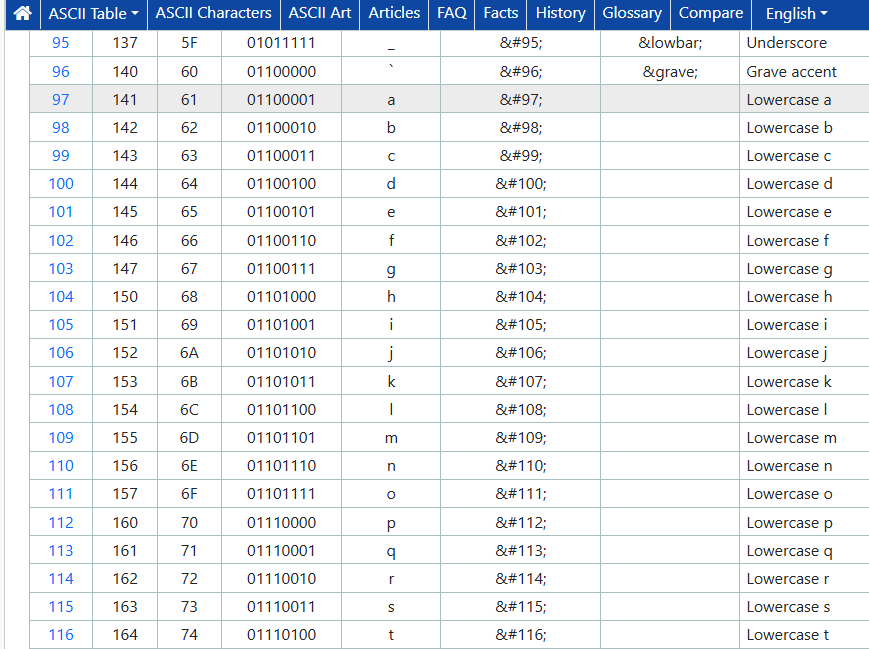 ASCII Table ASCII Characters ASCII Art Articles FAQ Facts History Glossary Compare English
95 137 5F 01011111 _ &#95; &lowbar; Underscore
96 140 60 01100000 ` &#96; &grave; Grave accent
97 141 61 01100001 a &#97; Lowercase a
98 142 62 01100010 b &#98; Lowercase b
99 143 63 01100011 c &#99; Lowercase c
100 144 64 01100100 d &#100; Lowercase d
101 145 65 01100101 e &#101; Lowercase e
102 146 66 01100110 f &#102; Lowercase f
103 147 67 01100111 g &#103; Lowercase g
104 150 68 01101000 h &#104; Lowercase h
105 151 69 01101001 i &#105; Lowercase i
106 152 6A 01101010 j &#106; Lowercase j
107 153 6B 01101011 k &#107; Lowercase k
108 154 6C 01101100 l &#108; Lowercase l
109 155 6D 01101101 m &#109; Lowercase m
110 156 6E 01101110 n &#110; Lowercase n
111 157 6F 01101111 o &#111; Lowercase o
112 160 70 01110000 p &#112; Lowercase p
113 161 71 01110001 q &#113; Lowercase q
114 162 72 01110010 r &#114; Lowercase r
115 163 73 01110011 s &#115; Lowercase s
116 164 74 01110100 t &#116; Lowercase t